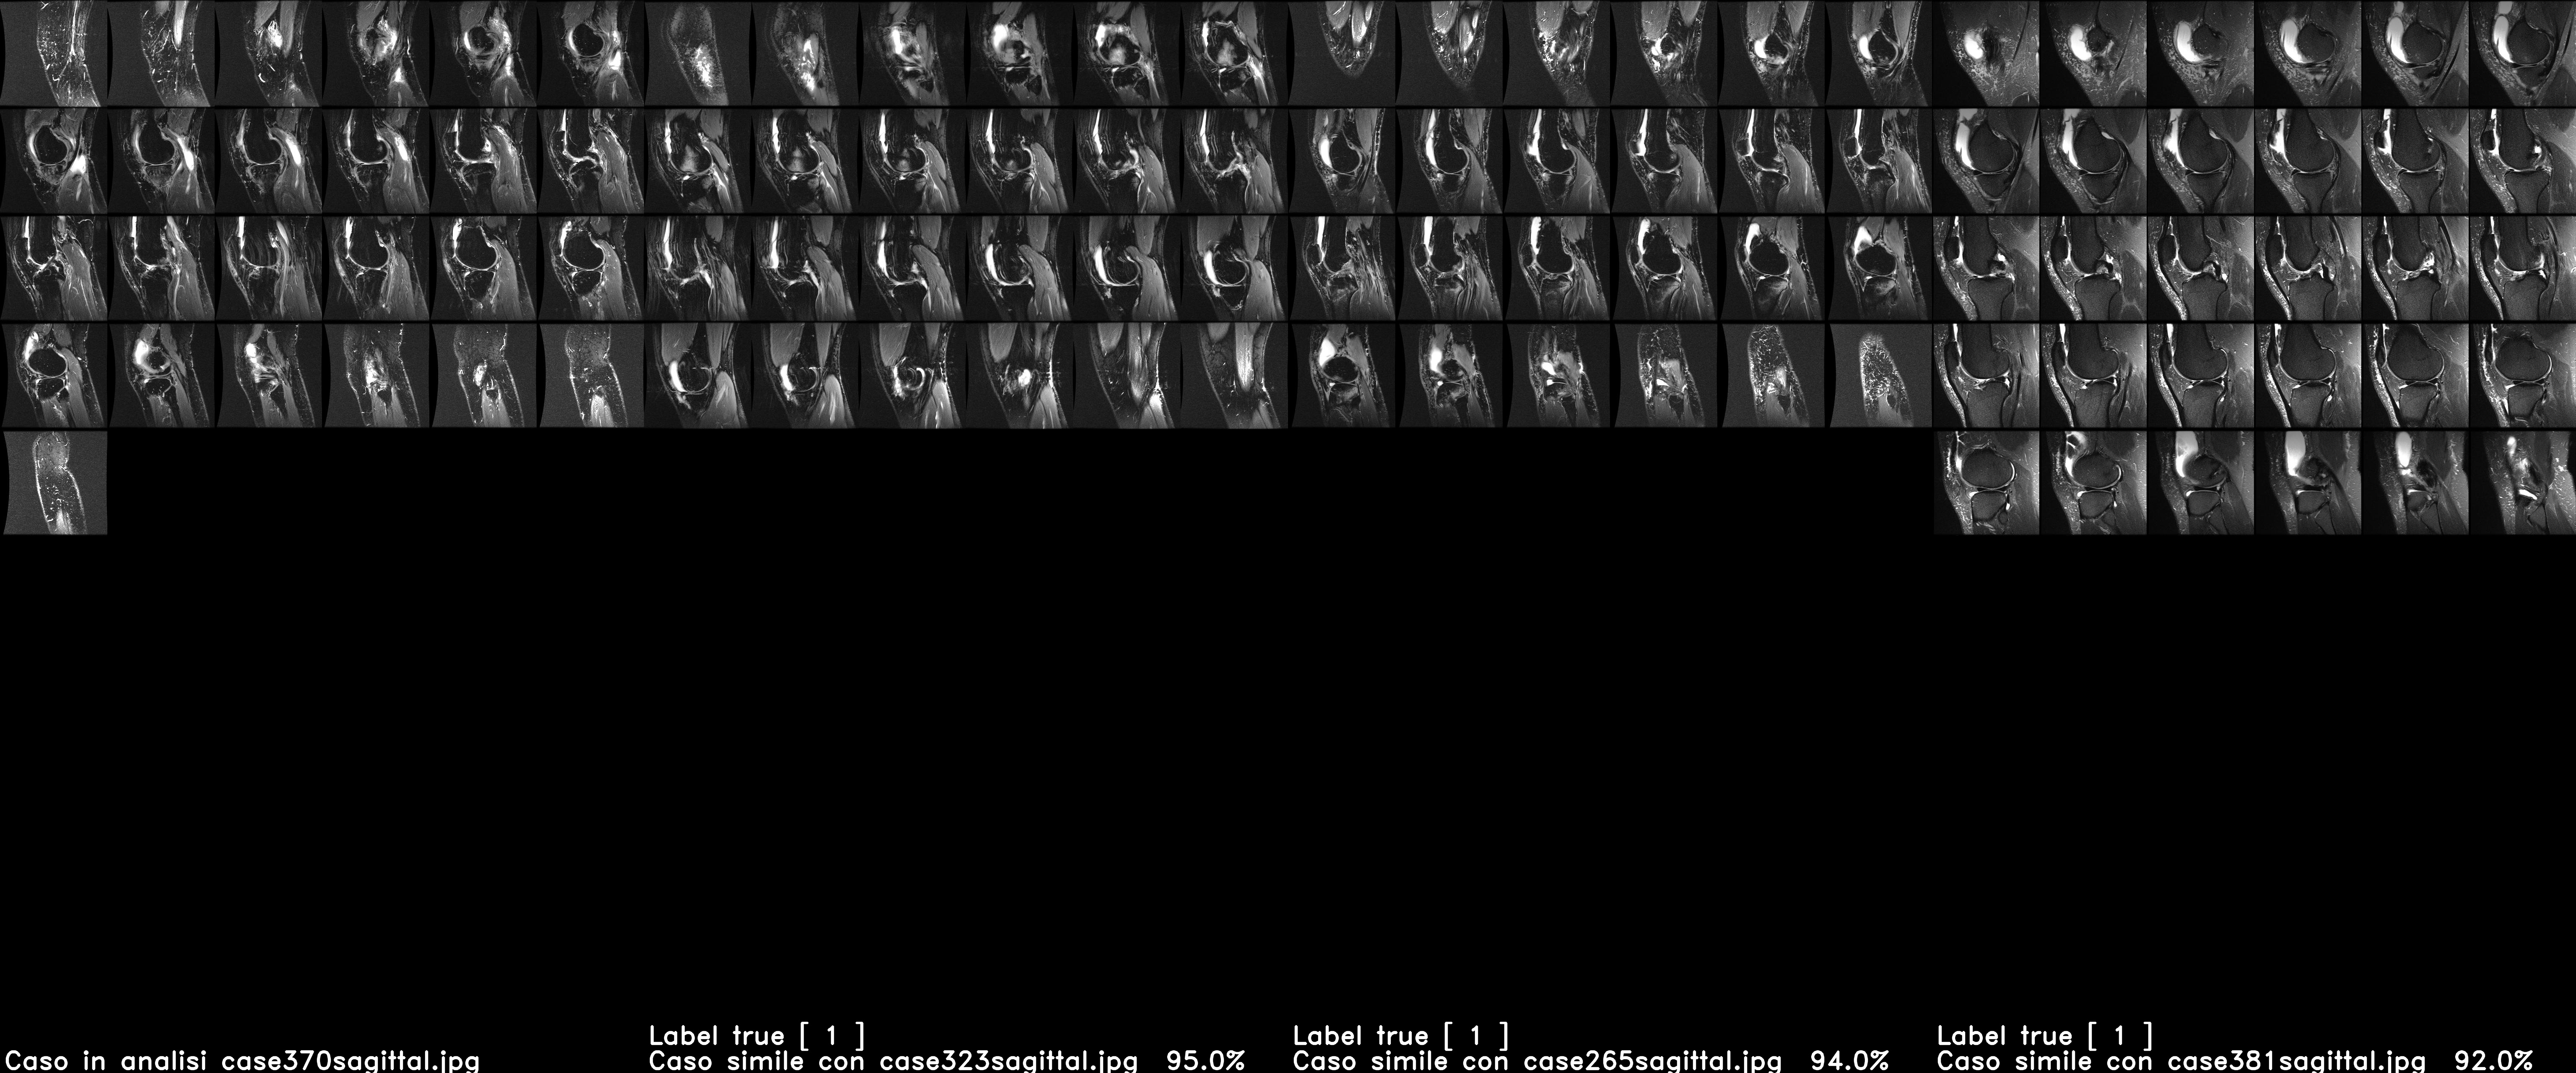 Caso in analisi case370sagittal.jpg
Label true [ 1 ]
Caso simile con case323sagittal.jpg 95.0%
Label true [ 1 ]
Caso simile con case265sagittal.jpg 94.0%
Label true [ 1 ]
Caso simile con case381sagittal.jpg 92.0%